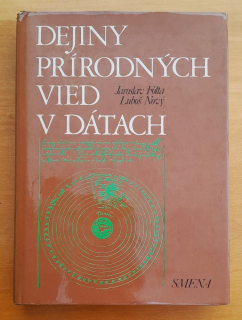 DEJINY
PRÍRODNÝCH
VIED
Jaroslav Folta
Luboš Nový
V DÁTACH
SMENA